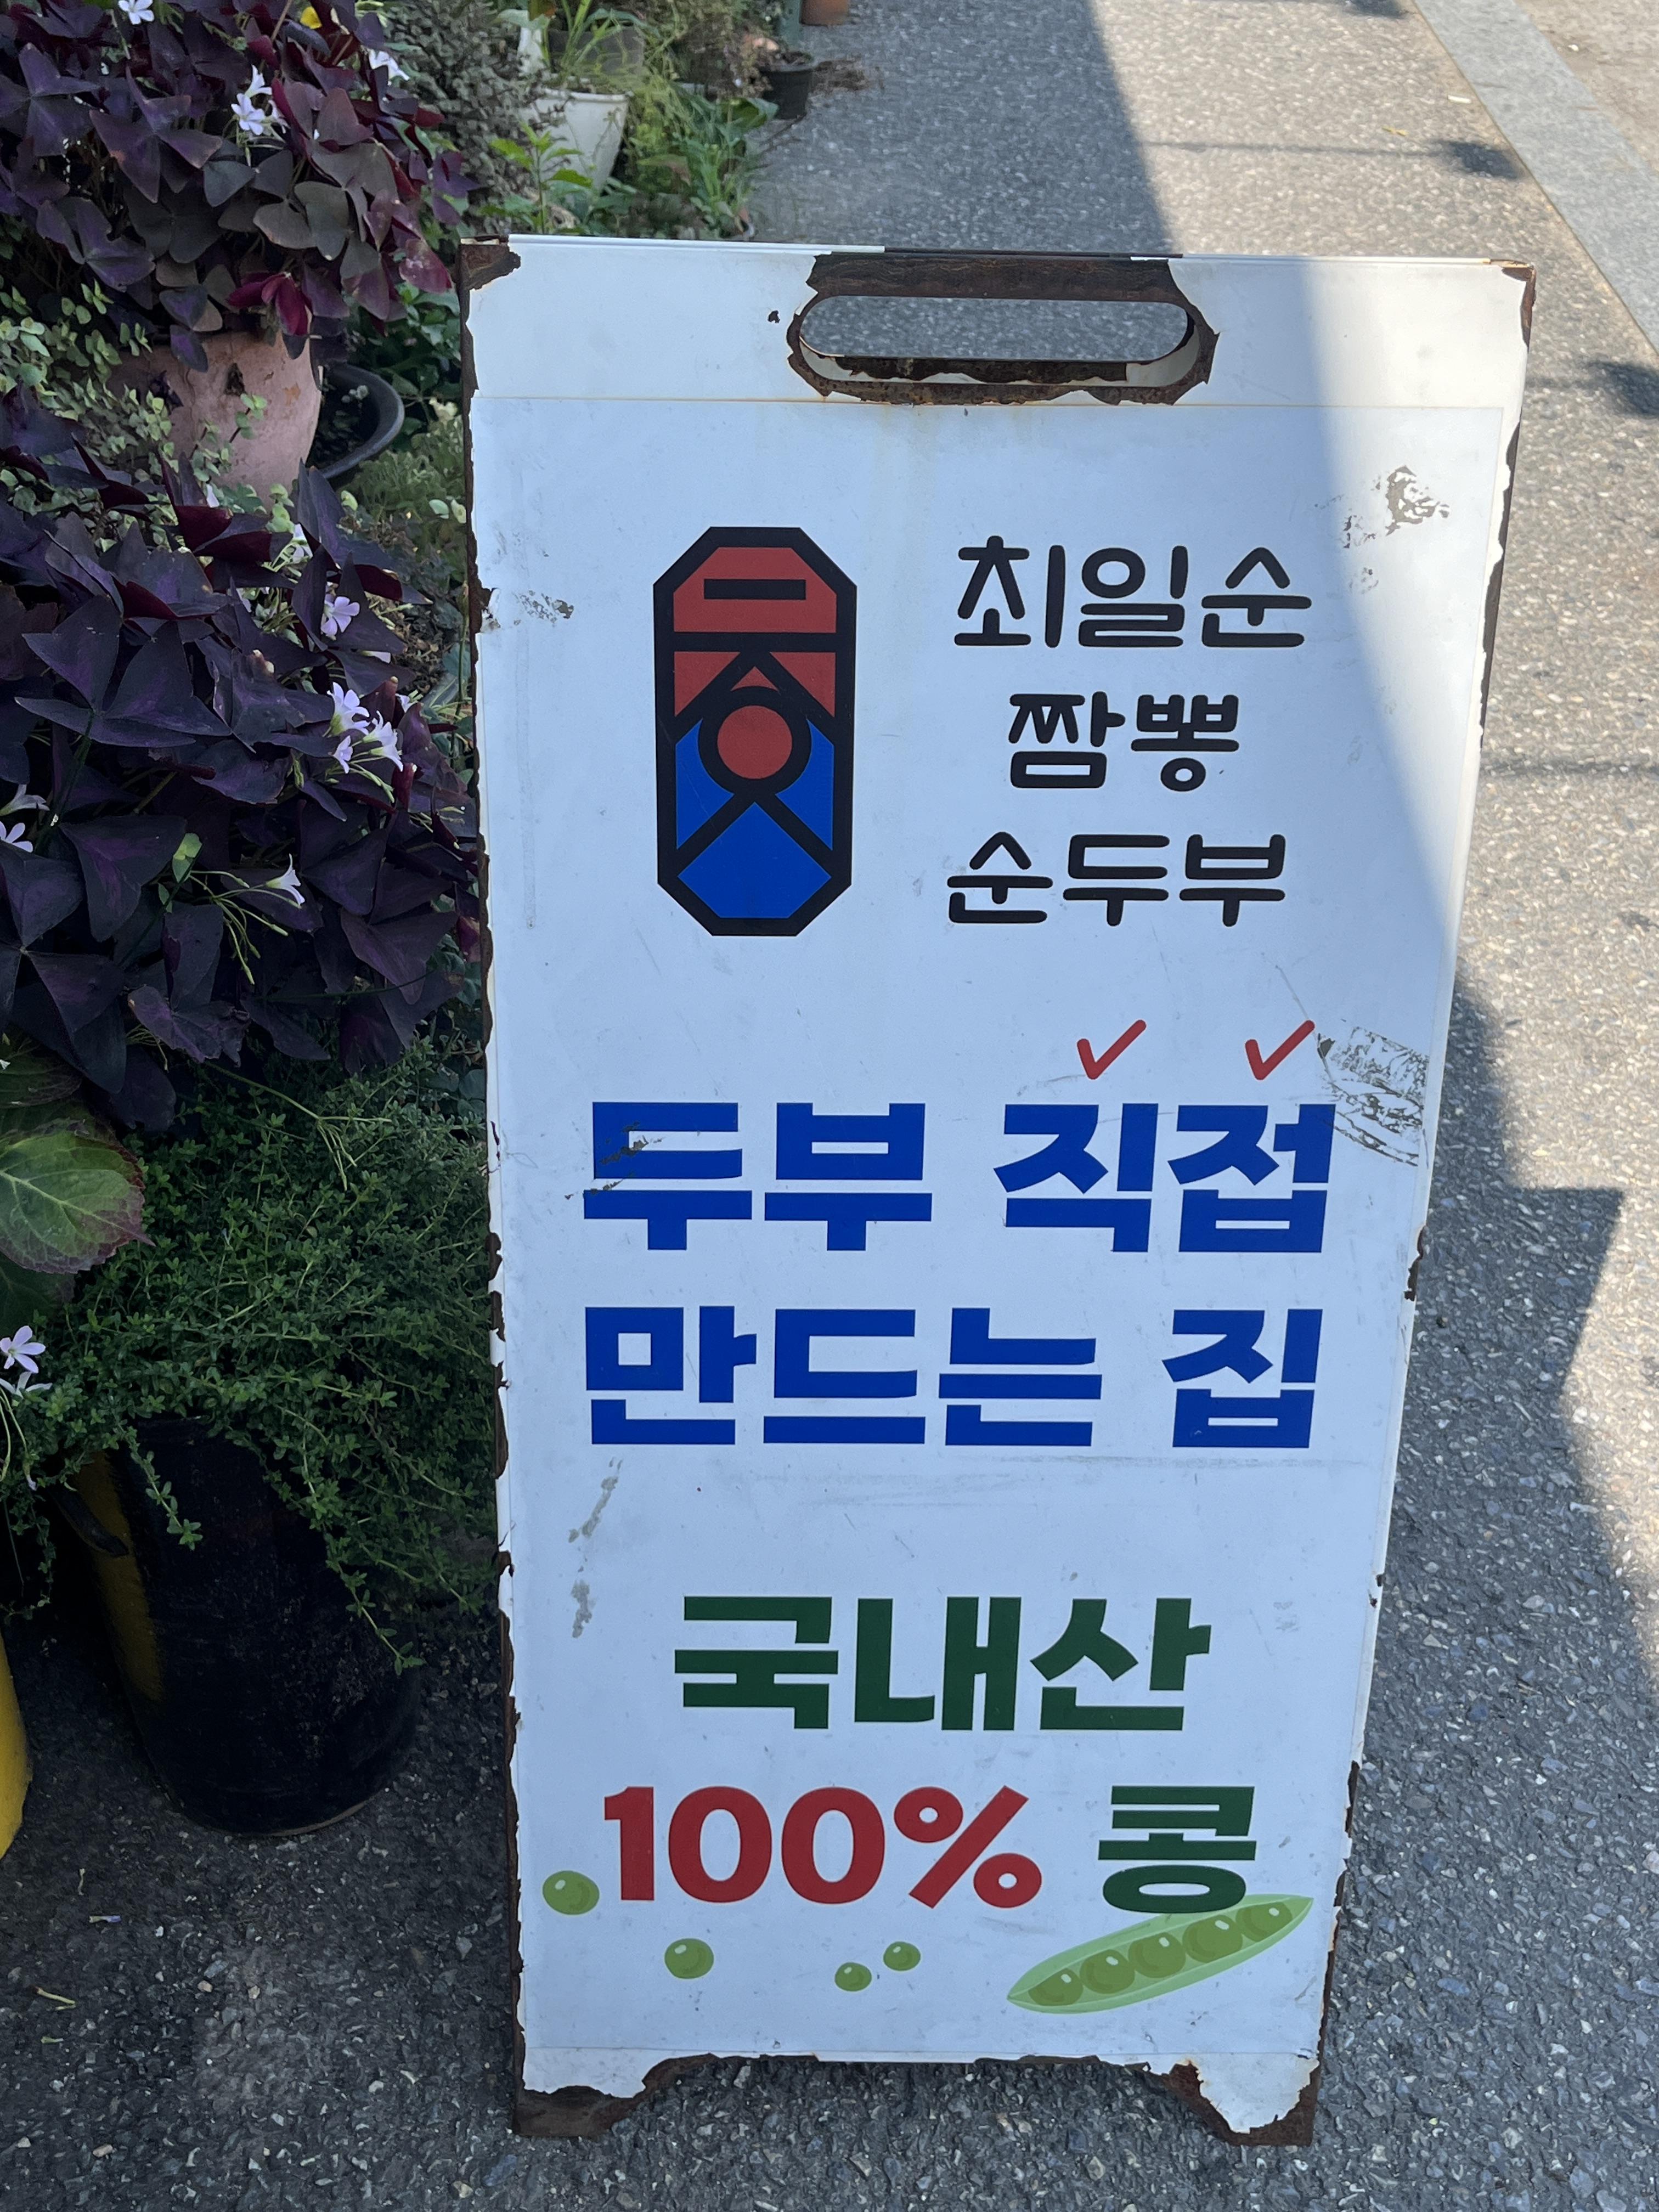 최일순
짬뽕
순두부
두부 직접
만드는 집
국내산
100% 콩